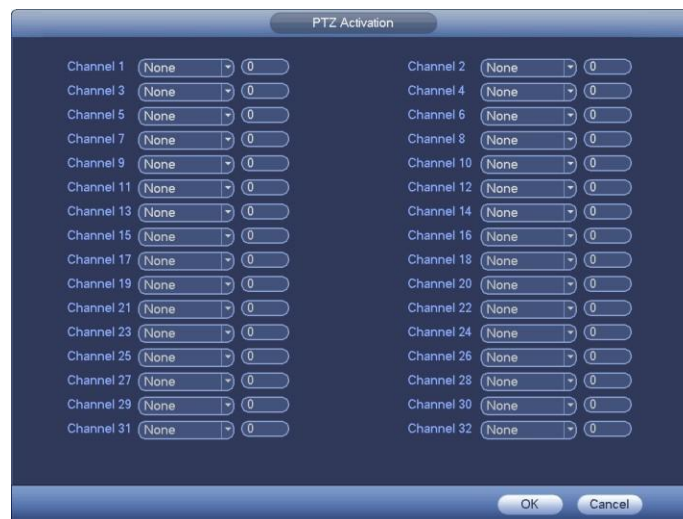 PTZ Activation
Channel 1 None 0 Channel 2 None 0
Channel 3 None 0 Channel 4 None 0
Channel 5 None 0 Channel 6 None 0
Channel 7 None 0 Channel 8 None 0
Channel 9 None 0 Channel 10 None 0
Channel 11 None 0 Channel 12 None 0
Channel 13 None 0 Channel 14 None 0
Channel 15 None 0 Channel 16 None 0
Channel 17 None 0 Channel 18 None 0
Channel 19 None 0 Channel 20 None 0
Channel 21 None 0 Channel 22 None 0
Channel 23 None 0 Channel 24 None 0
Channel 25 None 0 Channel 26 None 0
Channel 27 None 0 Channel 28 None 0
Channel 29 None 0 Channel 30 None 0
Channel 31 None 0 Channel 32 None 0
OK Cancel